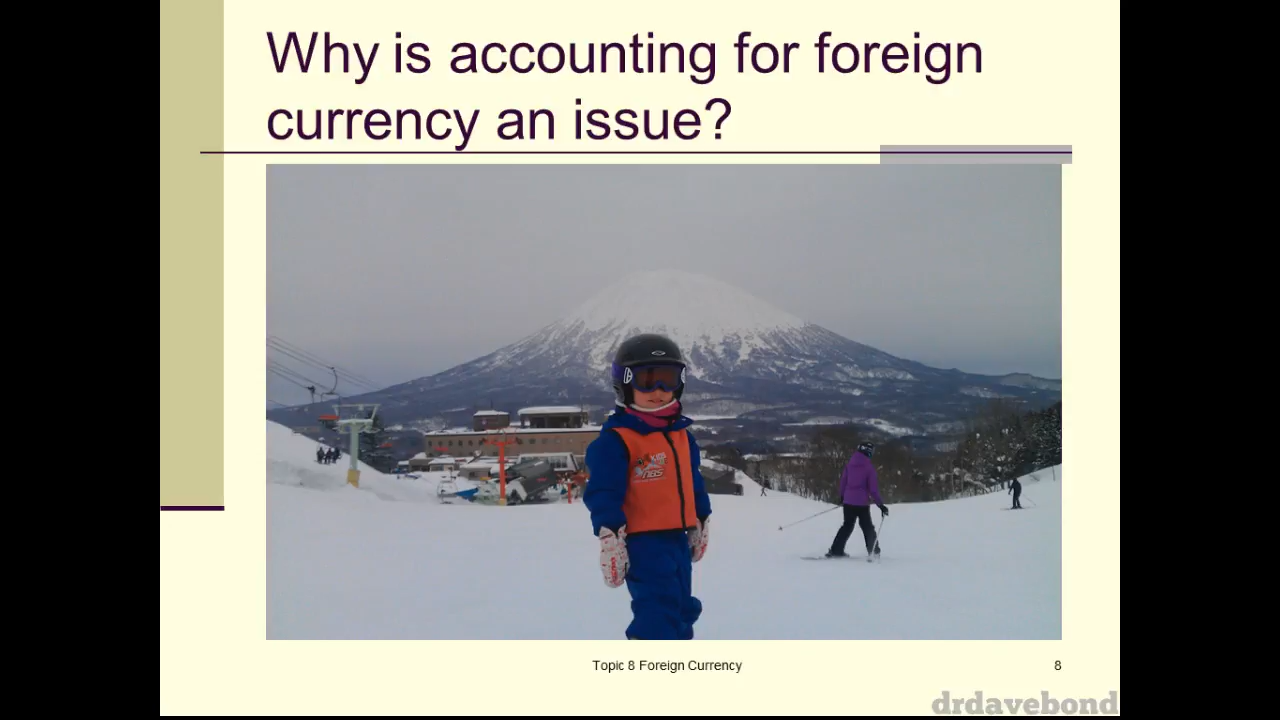 Why is accounting for foreign
currency an issue?
Topic 8 Foreign Currency
8
drdavebond